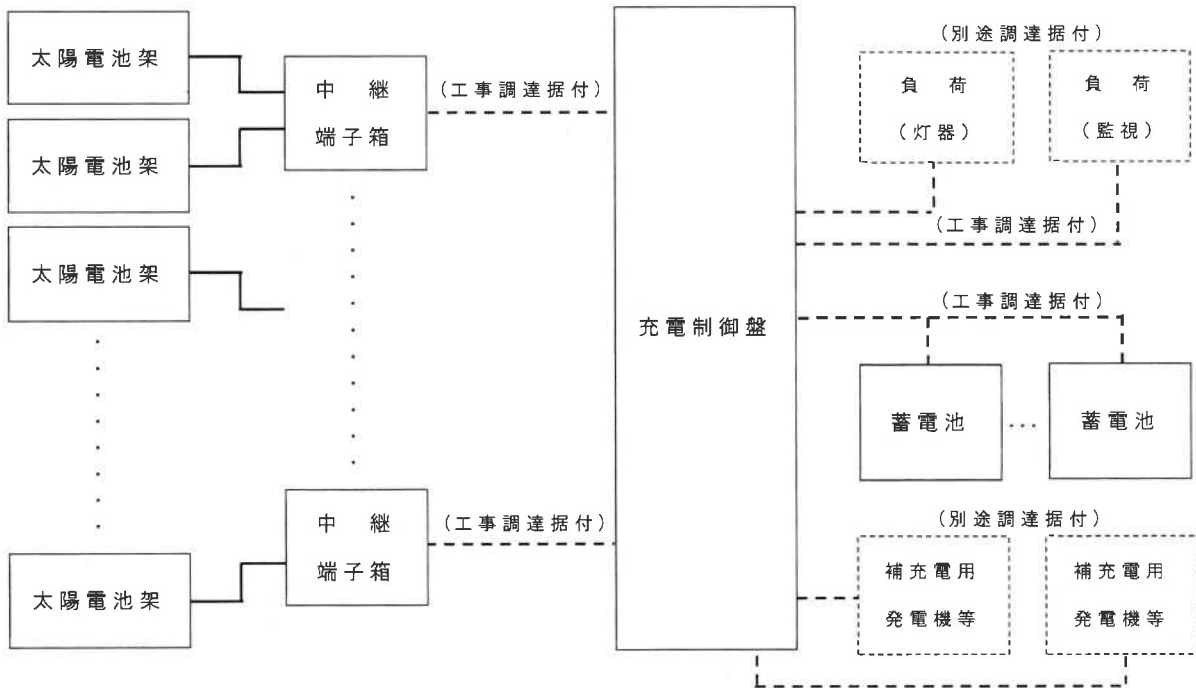 太陽電池架
太陽電池架
太陽電池架
太陽電池架
中継
端子箱
中継
端子箱
(工事調達据付)
(工事調達据付)
充電制御盤
(別途調達据付)
負荷
(灯器)
負荷
(監視)
(工事調達据付)
(工事調達据付)
蓄電池
...
蓄電池
(別途調達据付)
補充電用
発電機等
補充電用
発電機等